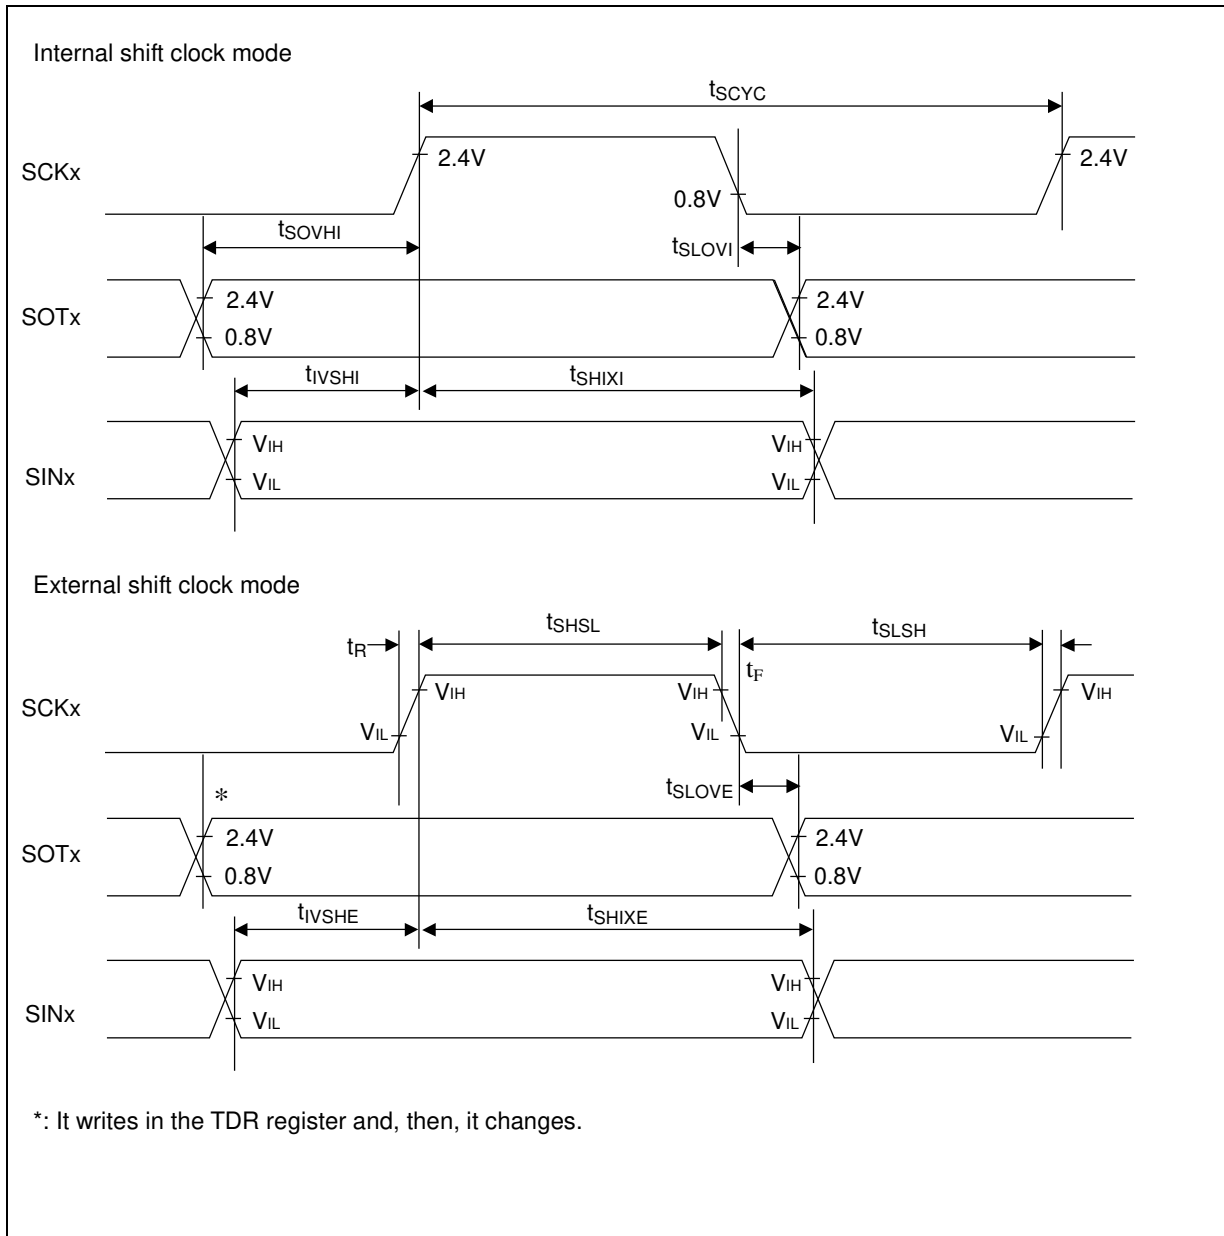 Internal shift clock mode
tSCYC
SCKx
2.4V
0.8V
2.4V
tSOVHI
tSLOVI
SOTx
2.4V
0.8V
2.4V
0.8V
tIVSHI
tSHIXI
SINx
VIH
VIL
VIH
VIL
External shift clock mode
tR
tSHSL
tF
tSLSH
SCKx
VIL
VIH
VIH
VIL
VIL
VIH
tSLOVE
*
SOTx
2.4V
0.8V
2.4V
0.8V
tIVSHE
tSHIXE
SINx
VIH
VIL
VIH
VIL
*: It writes in the TDR register and, then, it changes.